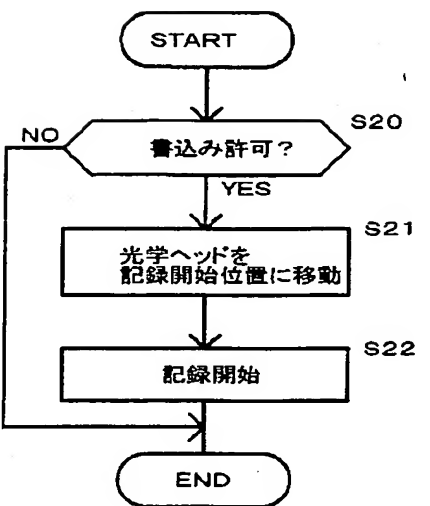 START
S20
NO
書込み許可？
YES
S21
光学ヘッドを
記録開始位置に移動
S22
記録開始
END